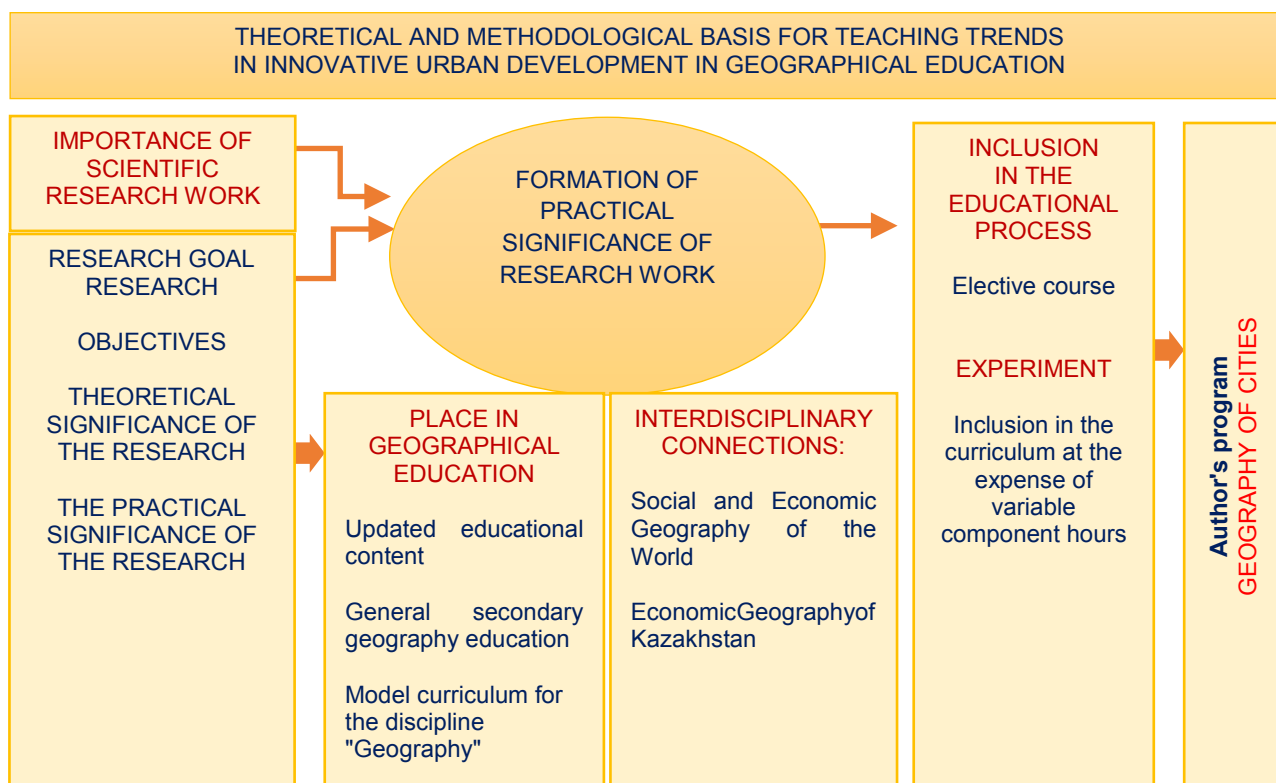 THEORETICAL AND METHODOLOGICAL BASIS FOR TEACHING TRENDS
IN INNOVATIVE URBAN DEVELOPMENT IN GEOGRAPHICAL EDUCATION
IMPORTANCE OF
SCIENTIFIC
RESEARCH WORK
RESEARCH GOAL
RESEARCH
OBJECTIVES
THEORETICAL
SIGNIFICANCE OF
THE RESEARCH
THE PRACTICAL
SIGNIFICANCE OF
THE RESEARCH
FORMATION OF
PRACTICAL
SIGNIFICANCE OF
RESEARCH WORK
PLACE IN
GEOGRAPHICAL
EDUCATION
Updated educational
content
General secondary
geography education
Model curriculum for
the discipline
"Geography"
INTERDISCIPLINARY
CONNECTIONS:
Social and Economic
Geography of the
World
EconomicGeographyof
Kazakhstan
INCLUSION
IN THE
EDUCATIONAL
PROCESS
Elective course
EXPERIMENT
Inclusion in the
curriculum at the
expense of
variable
component hours
Author's program
GEOGRAPHY OF CITIES